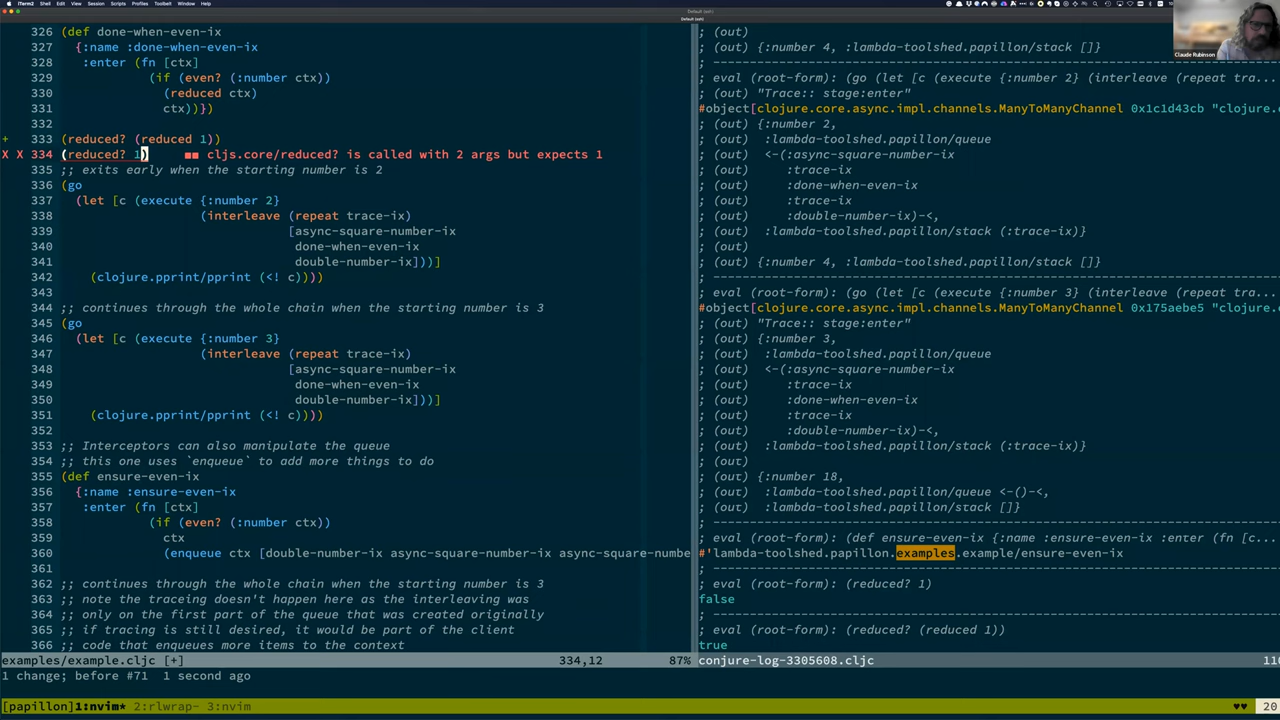 iTerm2 Shell Edit View Session Scripts Profiles Toolbelt Window Help
Default (ssh)
Default (ssh)
Claude Rubinson
326 (def done-when-even-ix
327   {:name :done-when-even-ix
328    :enter (fn [ctx]
329             (if (even? (:number ctx))
330               (reduced ctx)
331               ctx))})
332
+ 333 (reduced? (reduced 1))
X X 334 (reduced? 1)      ■■ cljs.core/reduced? is called with 2 args but expects 1
335 ;; exits early when the starting number is 2
336 (go
337   (let [c (execute {:number 2}
338                    (interleave (repeat trace-ix)
339                                [async-square-number-ix
340                                 done-when-even-ix
341                                 double-number-ix]))]
342     (clojure.pprint/pprint (<! c))))
343
344 ;; continues through the whole chain when the starting number is 3
345 (go
346   (let [c (execute {:number 3}
347                    (interleave (repeat trace-ix)
348                                [async-square-number-ix
349                                 done-when-even-ix
350                                 double-number-ix]))]
351     (clojure.pprint/pprint (<! c))))
352
353 ;; Interceptors can also manipulate the queue
354 ;; this one uses `enqueue` to add more things to do
355 (def ensure-even-ix
356   {:name :ensure-even-ix
357    :enter (fn [ctx]
358             (if (even? (:number ctx))
359               ctx
360               (enqueue ctx [double-number-ix async-square-number-ix async-square-numbe
361
362 ;; continues through the whole chain when the starting number is 3
363 ;; note the traceing doesn't happen here as the interleaving was
364 ;; only on the first part of the queue that was created originally
365 ;; if tracing is still desired, it would be part of the client
366 ;; code that enqueues more items to the context
examples/example.cljc [+]                                   334,12          87%
1 change; before #71  1 second ago
; (out)
; (out) {:number 4, :lambda-toolshed.papillon/stack []}
; --------------------------------------------------------------------------------
; eval (root-form): (go (let [c (execute {:number 2} (interleave (repeat tra...
; (out) "Trace:: stage:enter"
#object[clojure.core.async.impl.channels.ManyToManyChannel 0x1c1d43cb "clojure.c
; (out) {:number 2,
; (out)  :lambda-toolshed.papillon/queue
; (out)  <-(:async-square-number-ix
; (out)    :trace-ix
; (out)    :done-when-even-ix
; (out)    :trace-ix
; (out)    :double-number-ix)-<,
; (out)  :lambda-toolshed.papillon/stack (:trace-ix)}
; (out)
; (out) {:number 4, :lambda-toolshed.papillon/stack []}
; --------------------------------------------------------------------------------
; eval (root-form): (go (let [c (execute {:number 3} (interleave (repeat tra...
#object[clojure.core.async.impl.channels.ManyToManyChannel 0x175aebe5 "clojure.c
; (out) "Trace:: stage:enter"
; (out) {:number 3,
; (out)  :lambda-toolshed.papillon/queue
; (out)  <-(:async-square-number-ix
; (out)    :trace-ix
; (out)    :done-when-even-ix
; (out)    :trace-ix
; (out)    :double-number-ix)-<,
; (out)  :lambda-toolshed.papillon/stack (:trace-ix)}
; (out)
; (out) {:number 18,
; (out)  :lambda-toolshed.papillon/queue <-()-<,
; (out)  :lambda-toolshed.papillon/stack []}
; --------------------------------------------------------------------------------
; eval (root-form): (def ensure-even-ix {:name :ensure-even-ix :enter (fn [c...
#'lambda-toolshed.papillon.examples.example/ensure-even-ix
; --------------------------------------------------------------------------------
; eval (root-form): (reduced? 1)
false
; --------------------------------------------------------------------------------
; eval (root-form): (reduced? (reduced 1))
true
conjure-log-3305608.cljc
[papillon]1:nvim* 2:rlwrap- 3:nvim
♥♥ 20